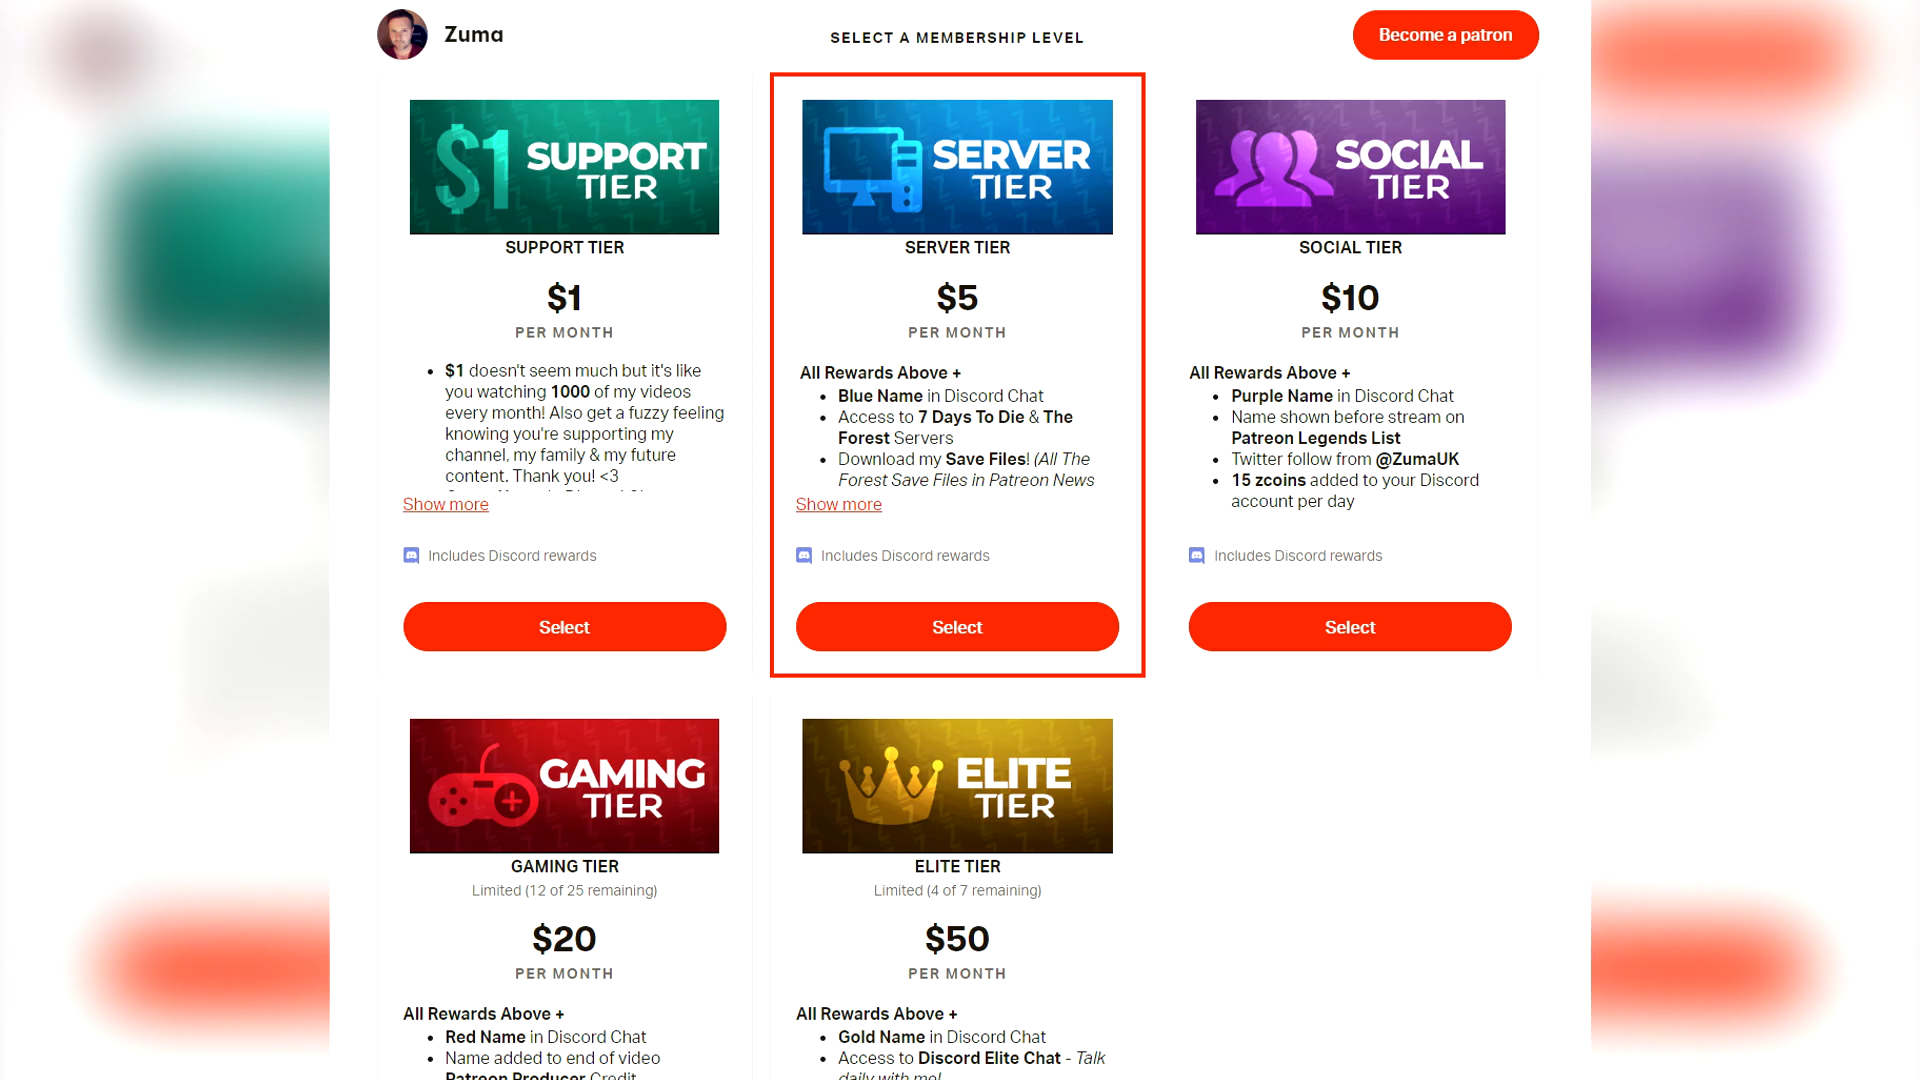 Zuma
SELECT A MEMBERSHIP LEVEL
Become a patron
$1 SUPPORT
TIER
SUPPORT TIER
$1
PER MONTH
• $1 doesn't seem much but it's like
you watching 1000 of my videos
every month! Also get a fuzzy feeling
knowing you're supporting my
channel, my family & my future
content. Thank you! <3
Show more
Includes Discord rewards
Select
SERVER
TIER
SERVER TIER
$5
PER MONTH
All Rewards Above +
• Blue Name in Discord Chat
• Access to 7 Days To Die & The
Forest Servers
• Download my Save Files! (All The
Forest Save Files in Patreon News
Show more
Includes Discord rewards
Select
SOCIAL
TIER
SOCIAL TIER
$10
PER MONTH
All Rewards Above +
• Purple Name in Discord Chat
• Name shown before stream on
Patreon Legends List
• Twitter follow from @ZumaUK
• 15 zcoins added to your Discord
account per day
Includes Discord rewards
Select
GAMING
TIER
GAMING TIER
Limited (12 of 25 remaining)
$20
PER MONTH
All Rewards Above +
• Red Name in Discord Chat
• Name added to end of video
Patreon Producer Credit
ELITE
TIER
ELITE TIER
Limited (4 of 7 remaining)
$50
PER MONTH
All Rewards Above +
• Gold Name in Discord Chat
• Access to Discord Elite Chat - Talk
daily with me!